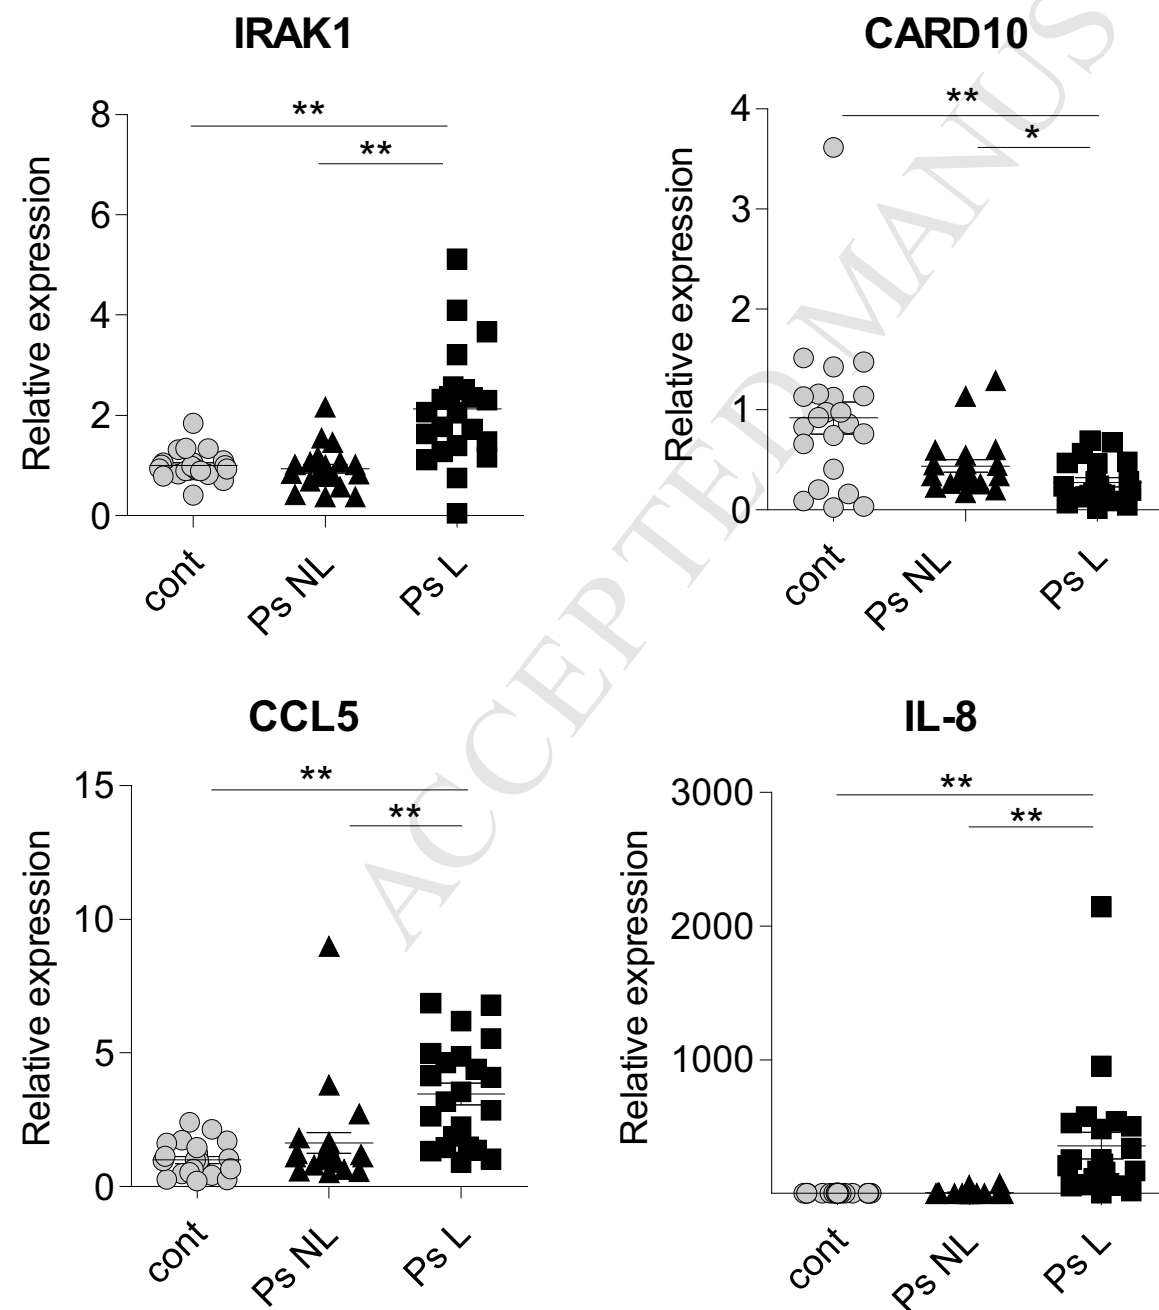 IRAK1
Relative expression
8
6
4
2
0
**
**
cont
Ps NL
Ps L
CARD10
Relative expression
4
3
2
1
0
**
*
cont
Ps NL
Ps L
CCL5
Relative expression
15
10
5
0
**
**
cont
Ps NL
Ps L
IL-8
Relative expression
3000
2000
1000
**
**
cont
Ps NL
Ps L
ACCEPTED MANUS